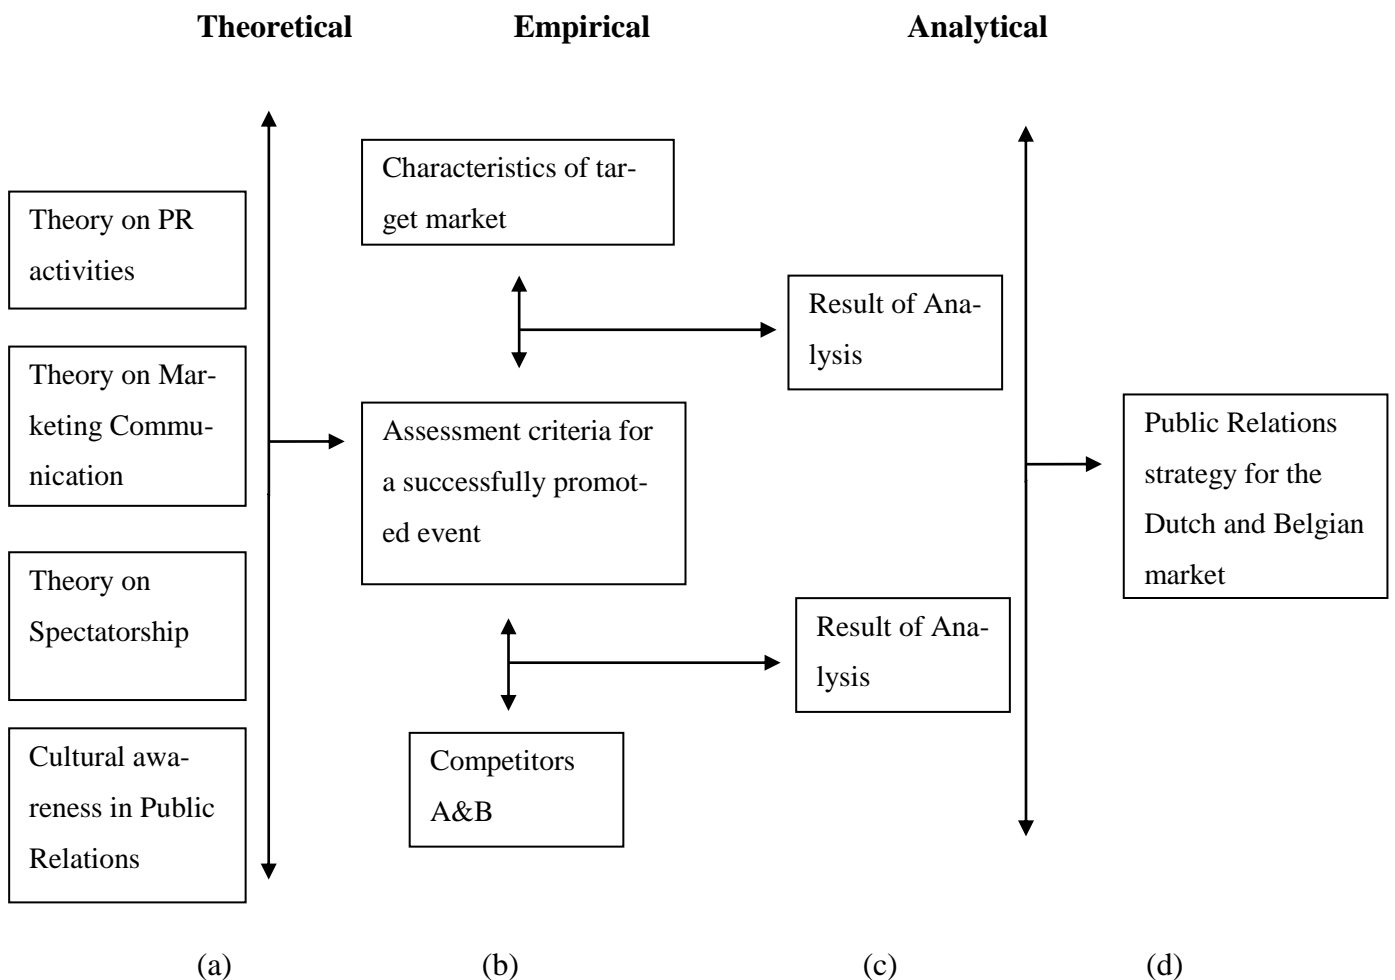 Theoretical Empirical Analytical
Theory on PR
activities
Theory on Mar-
keting Commu-
nication
Theory on
Spectatorship
Cultural awa-
reness in Public
Relations
Characteristics of tar-
get market
Assessment criteria for
a successfully promot-
ed event
Competitors
A&B
Result of Ana-
lysis
Result of Ana-
lysis
Public Relations
strategy for the
Dutch and Belgian
market
(a) (b) (c) (d)